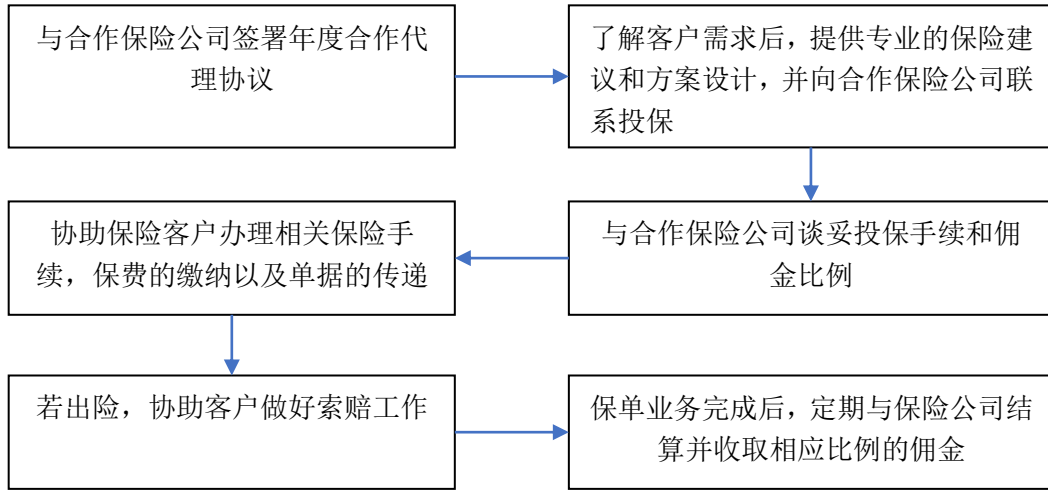 与合作保险公司签署年度合作代
理协议
了解客户需求后，提供专业的保险建
议和方案设计，并向合作保险公司联
系投保
与合作保险公司谈妥投保手续和佣
金比例
协助保险客户办理相关保险手
续，保费的缴纳以及单据的传递
若出险，协助客户做好索赔工作
保单业务完成后，定期与保险公司结
算并收取相应比例的佣金